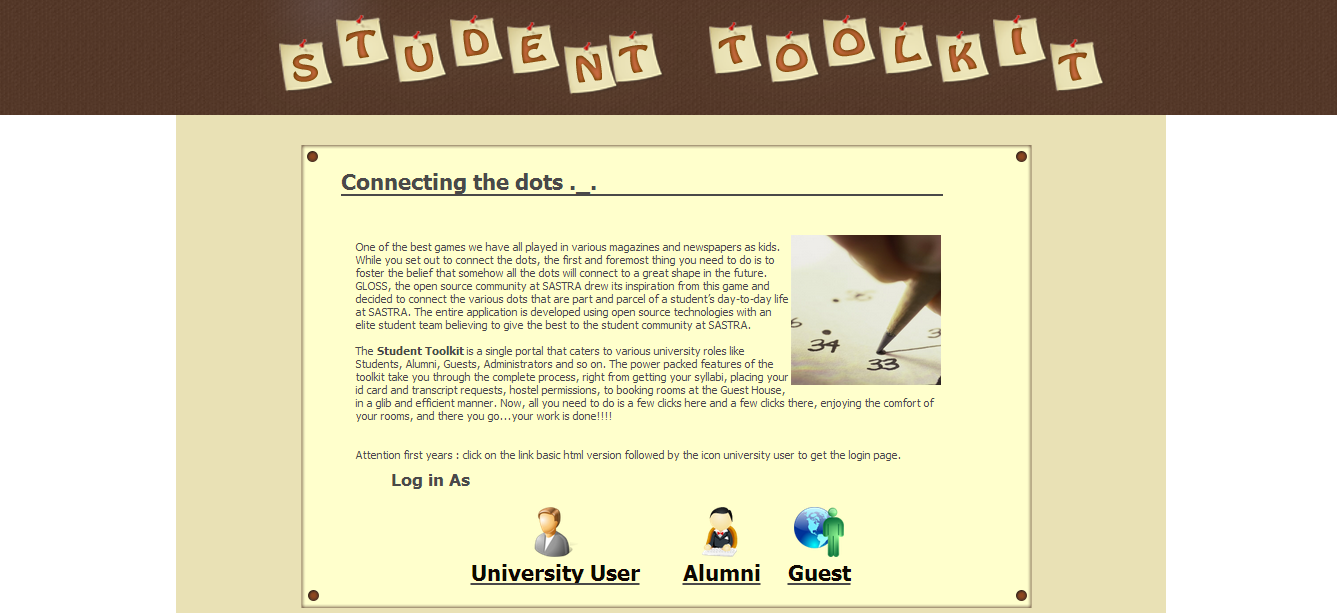 STUDENT TOOLKIT
Connecting the dots ._.
One of the best games we have all played in various magazines and newspapers as kids.
While you set out to connect the dots, the first and foremost thing you need to do is to
foster the belief that somehow all the dots will connect to a great shape in the future.
GLOSS, the open source community at SASTRA drew its inspiration from this game and
decided to connect the various dots that are part and parcel of a student's day-to-day life
at SASTRA. The entire application is developed using open source technologies with an
elite student team believing to give the best to the student community at SASTRA.
34
33
The Student Toolkit is a single portal that caters to various university roles like
Students, Alumni, Guests, Administrators and so on. The power packed features of the
toolkit take you through the complete process, right from getting your syllabi, placing your
id card and transcript requests, hostel permissions, to booking rooms at the Guest House,
in a glib and efficient manner. Now, all you need to do is a few clicks here and a few clicks there, enjoying the comfort of
your rooms, and there you go...your work is done!!!!
Attention first years : click on the link basic html version followed by the icon university user to get the login page.
Log in As
University User
Alumni
Guest